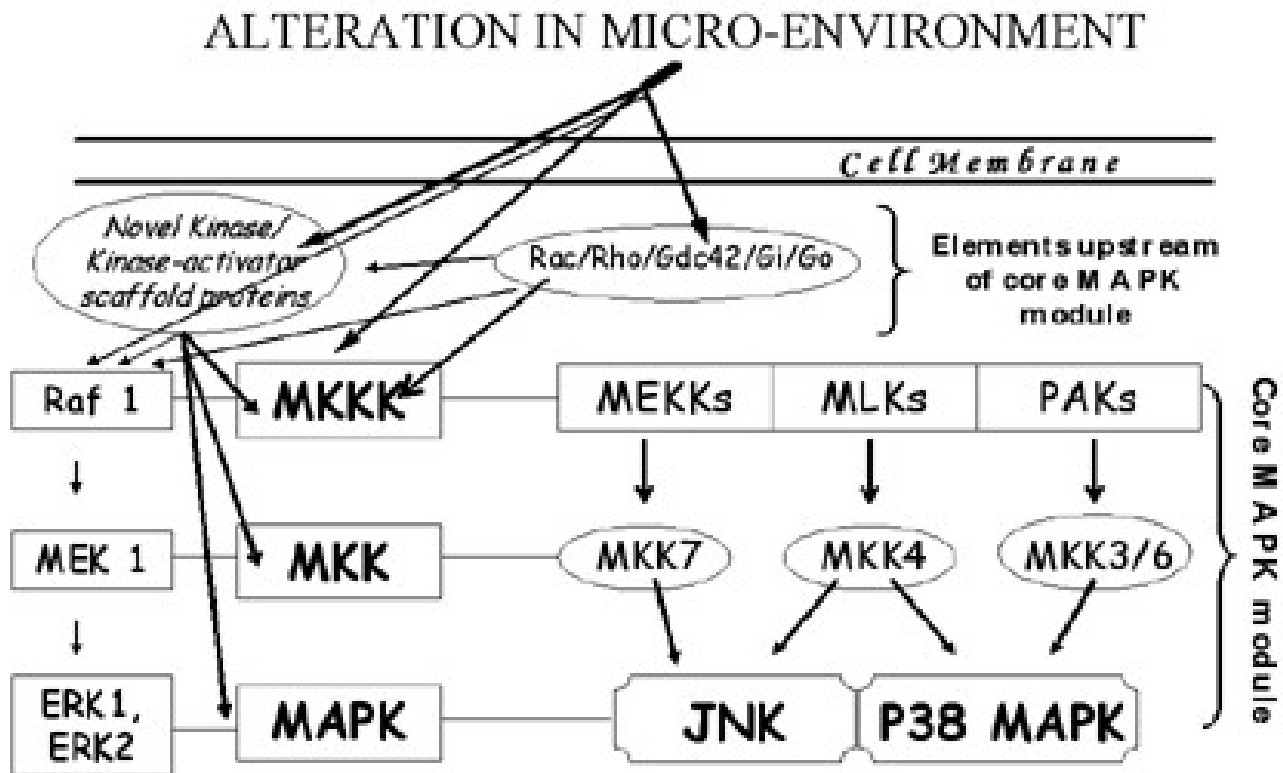 ALTERATION IN MICRO-ENVIRONMENT
Cell Membrane
Novel Kinase/
Kinase-activator
scaffold proteins
Rac/Rho/Gdc42/Gi/Go
Elements upstream
of core MAPK
module
Raf 1
MKKK
MEKKs
MLKs
PAKs
MEK 1
MKK
MKK7
MKK4
MKK3/6
ERK1,
ERK2
MAPK
JNK
P38 MAPK
Core MAPK module